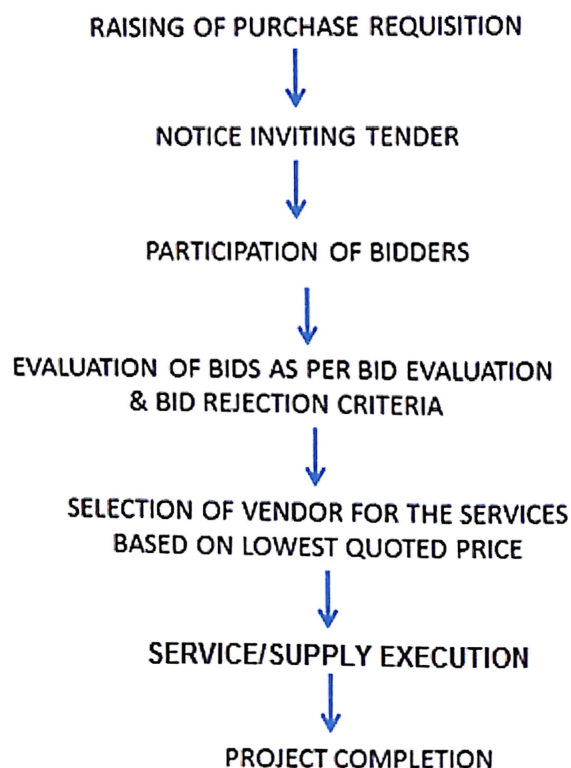 RAISING OF PURCHASE REQUISITION
NOTICE INVITING TENDER
PARTICIPATION OF BIDDERS
EVALUATION OF BIDS AS PER BID EVALUATION
& BID REJECTION CRITERIA
SELECTION OF VENDOR FOR THE SERVICES
BASED ON LOWEST QUOTED PRICE
SERVICE/SUPPLY EXECUTION
PROJECT COMPLETION